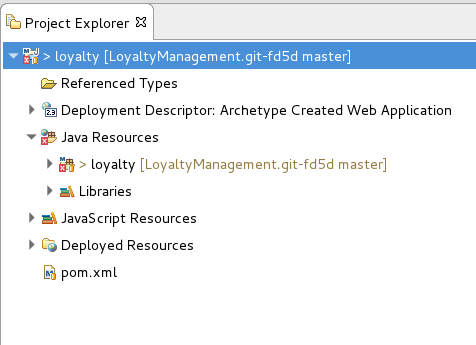 Project Explorer
> loyalty [LoyaltyManagement.git-fd5d master]
Referenced Types
Deployment Descriptor: Archetype Created Web Application
Java Resources
> loyalty [LoyaltyManagement.git-fd5d master]
Libraries
JavaScript Resources
Deployed Resources
pom.xml